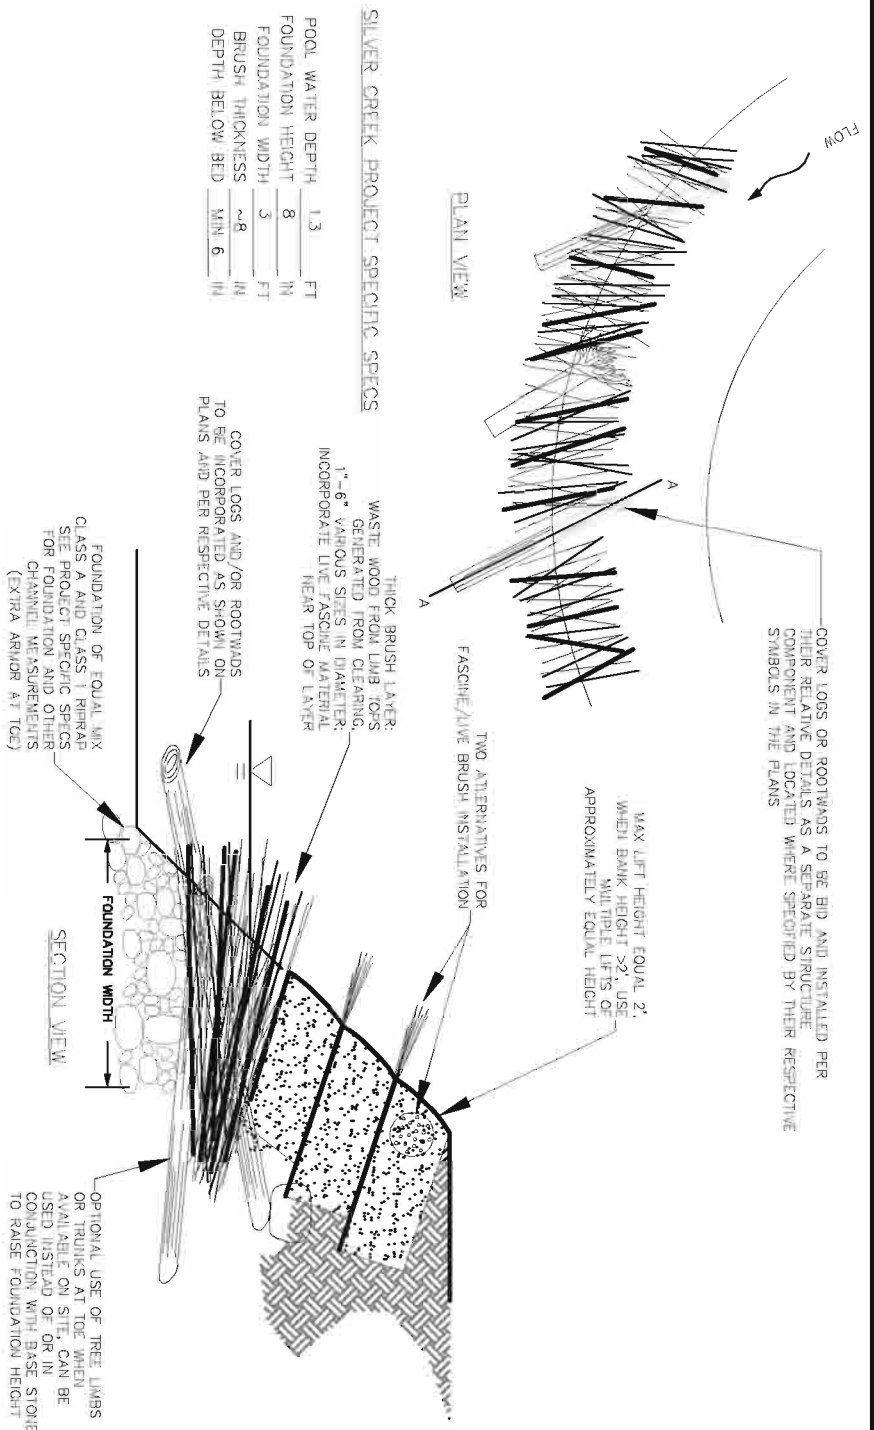 FLOW
PLAN VIEW
A
A
COVER LOGS OR ROOTWADS TO BE BID AND INSTALLED PER
THEIR RELATIVE DETAILS AS A SEPARATE STRUCTURE
COMPONENT AND LOCATED WHERE SPECIFIED BY THEIR RESPECTIVE
SYMBOLS IN THE PLANS
SILVER CREEK PROJECT SPECIFIC SPECS
POOL WATER DEPTH 1.3 FT
FOUNDATION HEIGHT 8 IN
FOUNDATION WIDTH 3 FT
BRUSH THICKNESS ~8 IN
DEPTH BELOW BED MIN 6 IN
MAX LIFT HEIGHT EQUAL 2',
WHEN BANK HEIGHT >2', USE
MULTIPLE LIFTS OF
APPROXIMATELY EQUAL HEIGHT
TWO ATLERNATIVES FOR
FASCINE/LIVE BRUSH INSTALLATION
THICK BRUSH LAYER:
WASTE WOOD FROM LIMB TOPS
GENERATED FROM CLEARING,
1"-6" VARIOUS SIZES IN DIAMETER:
INCORPORATE LIVE FASCINE MATERIAL
NEAR TOP OF LAYER
COVER LOGS AND/OR ROOTWADS
TO BE INCORPORATED AS SHOWN ON
PLANS AND PER RESPECTIVE DETAILS
FOUNDATION OF EQUAL MIX
CLASS A AND CLASS 1 RIPRAP
SEE PROJECT SPECIFIC SPECS
FOR FOUNDATION AND OTHER
CHANNEL MEASUREMENTS
(EXTRA ARMOR AT TOE)
FOUNDATION WIDTH
SECTION VIEW
OPTIONAL USE OF TREE LIMBS
OR TRUNKS AT TOE WHEN
AVAILABLE ON SITE, CAN BE
USED INSTEAD OF OR IN
CONJUNCTION WITH BASE STONE
TO RAISE FOUNDATION HEIGHT